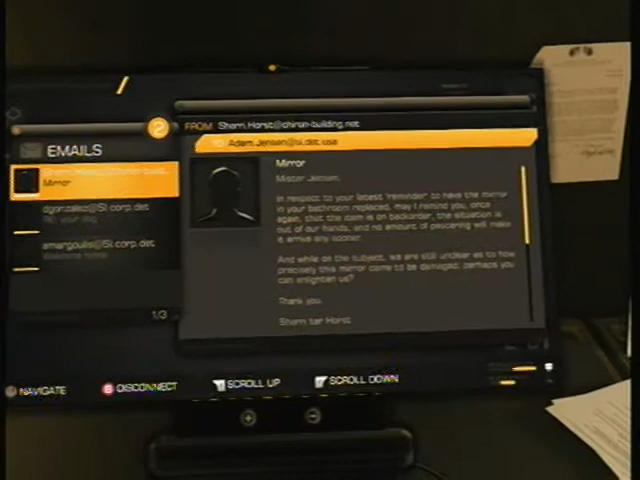 2
FROM Sherri.Horst@chiron-building.net
EMAILS
TO Adam.Jensen@si.det.usa
Mirror
Mirror
Mister Jensen,
dgonzalez@SI.corp.det
In respect to your latest 'reminder' to have the mirror
in your bathroom replaced, may I remind you, once
again, that the item is on backorder, the situation is
out of our hands, and no amount of pestering will make
it arrive any sooner.
amargoulis@SI.corp.det
Welcome home
And while on the subject, we are still unclear as to how
precisely this mirror came to be damaged; perhaps you
can enlighten us?
Thank you.
1/3
NAVIGATE
DISCONNECT
SCROLL UP
SCROLL DOWN